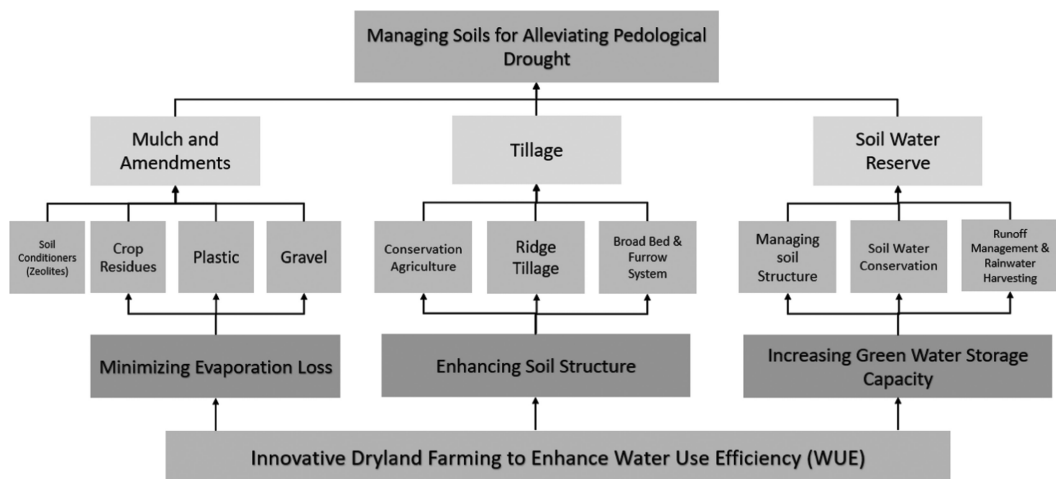 Managing Soils for Alleviating Pedological
Drought
Mulch and
Amendments
Tillage
Soil Water
Reserve
Soil
Conditioners
(Zeolites)
Crop
Residues
Plastic
Gravel
Conservation
Agriculture
Ridge
Tillage
Broad Bed &
Furrow
System
Managing
soil
Structure
Soil Water
Conservation
Runoff
Management &
Rainwater
Harvesting
Minimizing Evaporation Loss
Enhancing Soil Structure
Increasing Green Water Storage
Capacity
Innovative Dryland Farming to Enhance Water Use Efficiency (WUE)